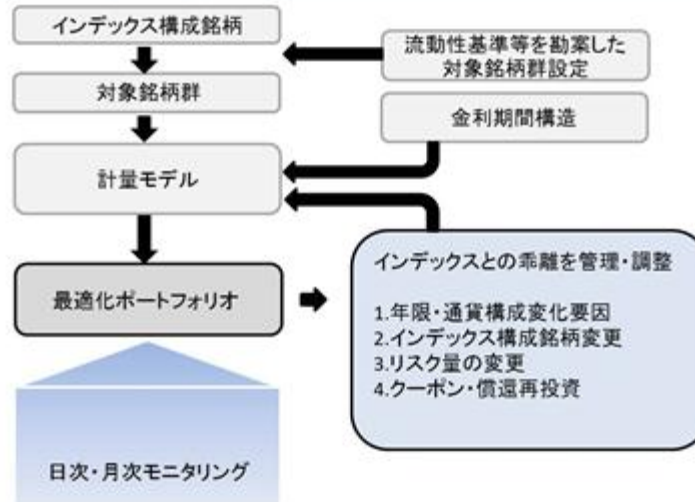 インデックス構成銘柄
流動性基準等を勘案した
対象銘柄群設定
対象銘柄群
金利期間構造
計量モデル
インデックスとの乖離を管理・調整
1.年限・通貨構成変化要因
2.インデックス構成銘柄変更
3.リスク量の変更
4.クーポン・償還再投資
最適化ポートフォリオ
日次・月次モニタリング